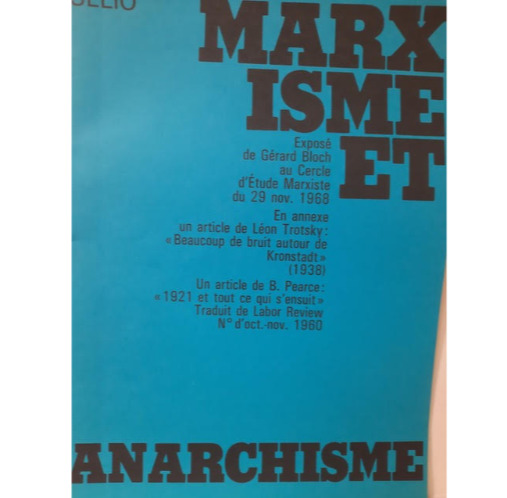 SELIO
MARX
ISME
ET
Exposé
de Gérard Bloch
au Cercle
d'Étude Marxiste
du 29 nov. 1968
En annexe
un article de Léon Trotsky:
«Beaucoup de bruit autour de
Kronstadt»
(1938)
Un article de B. Pearce:
«1921 et tout ce qui s'ensuit»
Traduit de Labor Review
N° d'oct.-nov. 1960
ANARCHISME